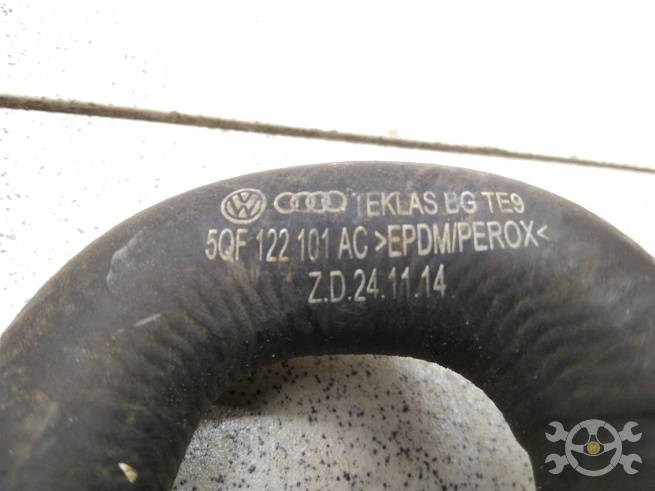 TEKLAS BG TE9
5QF 122 101 AC >EPDM/PEROX<
Z.D.24.11.14